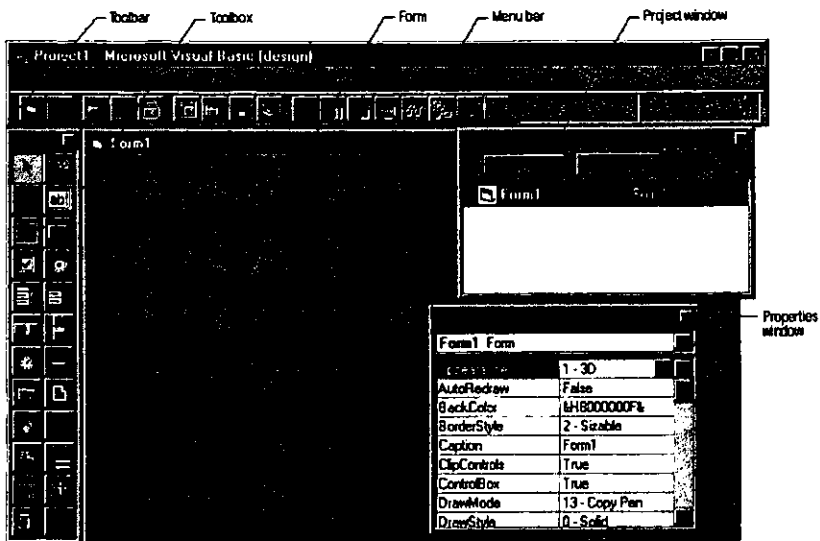 Toolbar
Toolbox
Form
Menu bar
Project window
Project1 - Microsoft Visual Basic [design]
Form1
Form1
Properties
window
Form1 Form
1 - 3D
AutoRedraw False
BackColor &H8000000F&
BorderStyle 2 - Sizable
Caption Form1
ClipControls True
ControlBox True
DrawMode 13 - Copy Pen
DrawStyle 0 - Solid